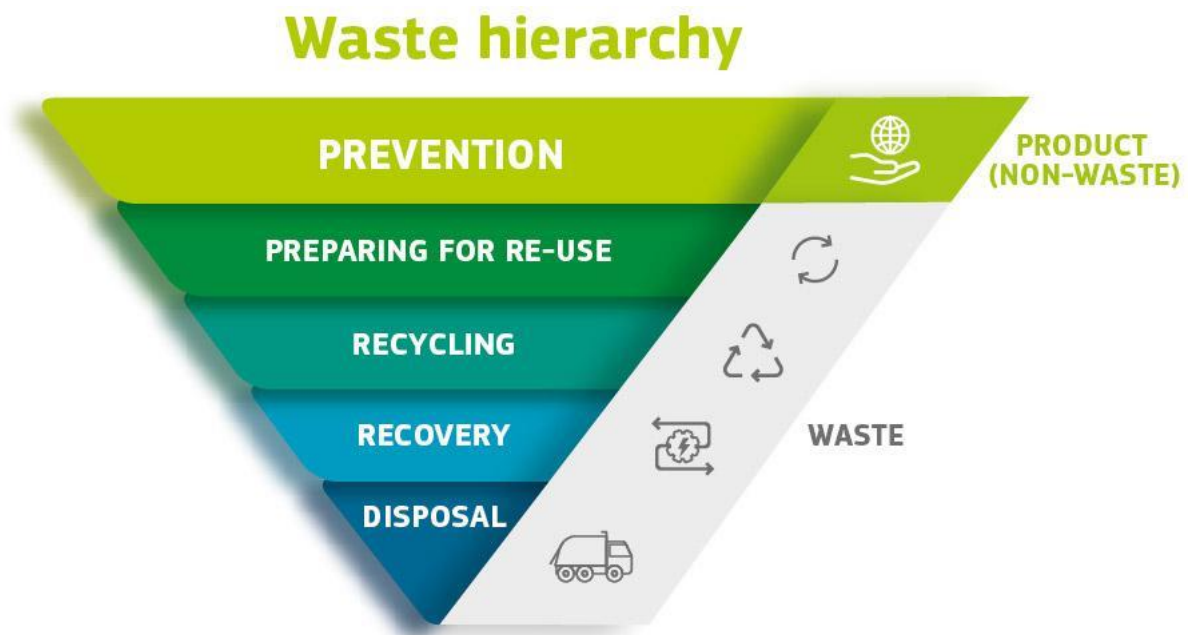 Waste hierarchy
PREVENTION
PRODUCT
(NON-WASTE)
PREPARING FOR RE-USE
RECYCLING
RECOVERY
WASTE
DISPOSAL